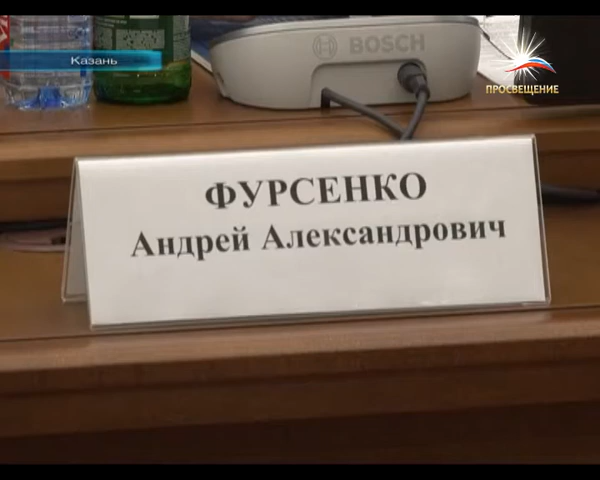 Казань
BOSCH
ПРОСВЕЩЕНИЕ
ФУРСЕНКО
Андрей Александрович